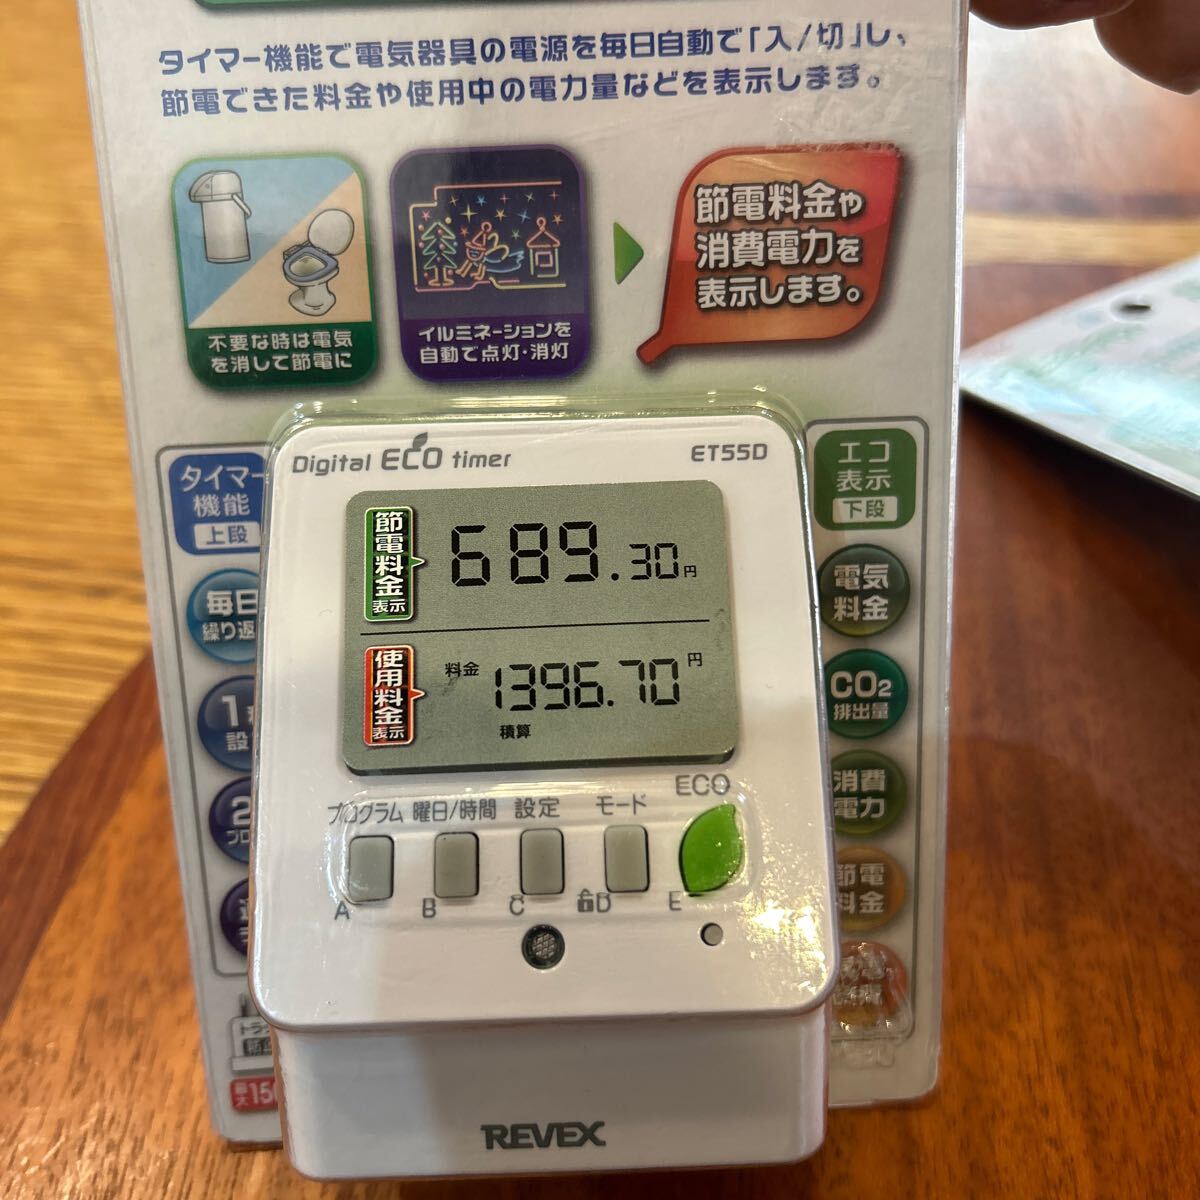 タイマー機能で電気器具の電源を毎日自動で「入/切」し、
節電できた料金や使用中の電力量などを表示します。
不要な時は電気
を消して節電に
イルミネーションを
自動で点灯・消灯
節電料金や
消費電力を
表示します。
タイマー
機能
上段
毎日
繰り返
1
設
2
プロ
Digital ECO timer
ET55D
節電料金
表示
689.30円
使用料金
表示
料金
1396.70円
積算
プログラム 曜日/時間 設定 モード ECO
A B C D E
REVEX
エコ
表示
下段
電気
料金
CO2
排出量
消費
電力
節電
料金